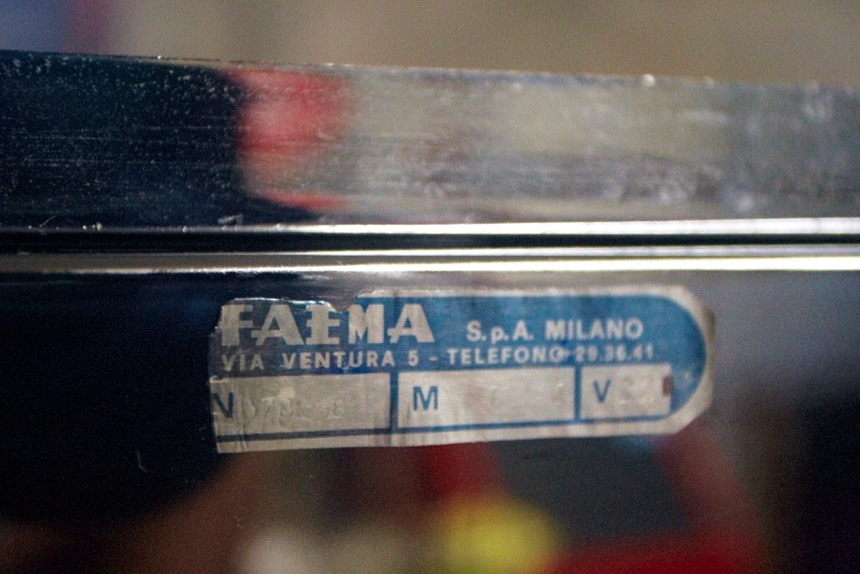 FAEMA S.p.A. MILANO
VIA VENTURA 5 - TELEFONO 29.36.41
N M V